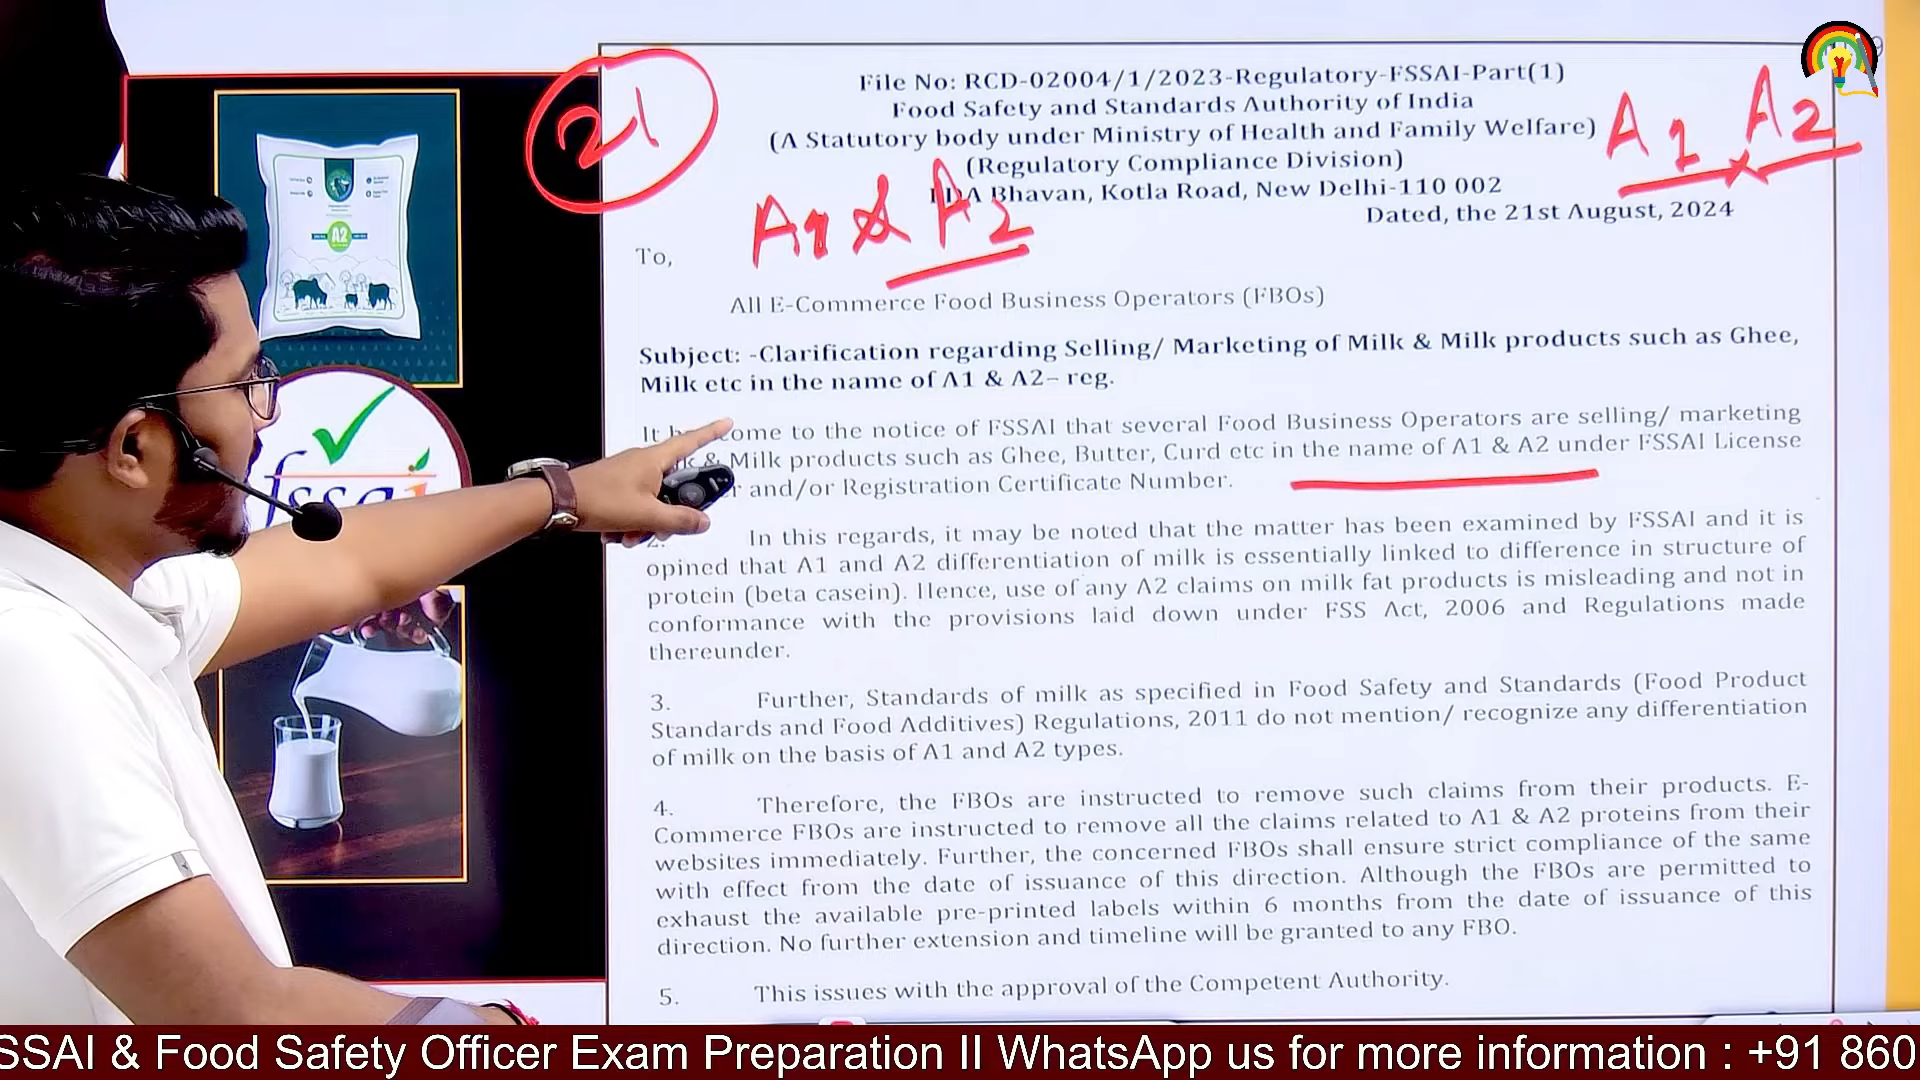 File No: RCD-02004/1/2023-Regulatory-FSSAI-Part(1)
Food Safety and Standards Authority of India
(A Statutory body under Ministry of Health and Family Welfare)
(Regulatory Compliance Division)
Bhavan, Kotla Road, New Delhi-110 002
Dated, the 21st August, 2024
21
A1 & A2
A1 A2
To,
All E-Commerce Food Business Operators (FBOs)
Subject: -Clarification regarding Selling/ Marketing of Milk & Milk products such as Ghee,
Milk etc in the name of A1 & A2– reg.
It come to the notice of FSSAI that several Food Business Operators are selling/ marketing
& Milk products such as Ghee, Butter, Curd etc in the name of A1 & A2 under FSSAI License
and/or Registration Certificate Number.
2. In this regards, it may be noted that the matter has been examined by FSSAI and it is
opined that A1 and A2 differentiation of milk is essentially linked to difference in structure of
protein (beta casein). Hence, use of any A2 claims on milk fat products is misleading and not in
conformance with the provisions laid down under FSS Act, 2006 and Regulations made
thereunder.
3. Further, Standards of milk as specified in Food Safety and Standards (Food Product
Standards and Food Additives) Regulations, 2011 do not mention/ recognize any differentiation
of milk on the basis of A1 and A2 types.
4. Therefore, the FBOs are instructed to remove such claims from their products. E-
Commerce FBOs are instructed to remove all the claims related to A1 & A2 proteins from their
websites immediately. Further, the concerned FBOs shall ensure strict compliance of the same
with effect from the date of issuance of this direction. Although the FBOs are permitted to
exhaust the available pre-printed labels within 6 months from the date of issuance of this
direction. No further extension and timeline will be granted to any FBO.
5. This issues with the approval of the Competent Authority.
A2
fssai
SSAI & Food Safety Officer Exam Preparation II WhatsApp us for more information : +91 860